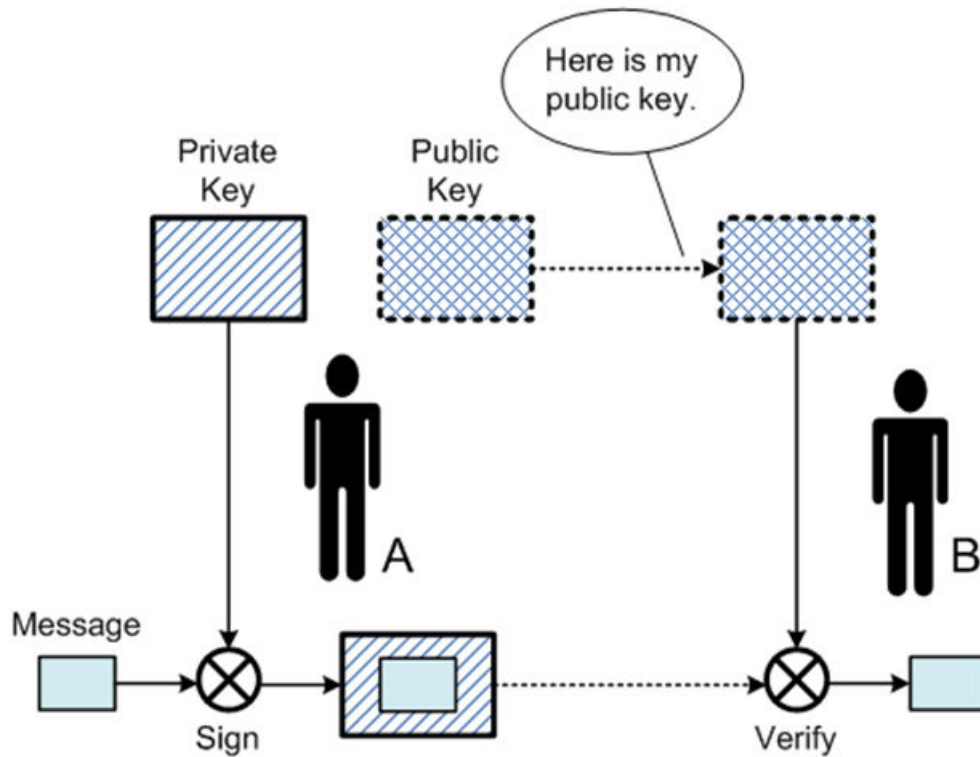 Here is my
public key.
Private
Key
Public
Key
A
B
Message
Sign
Verify